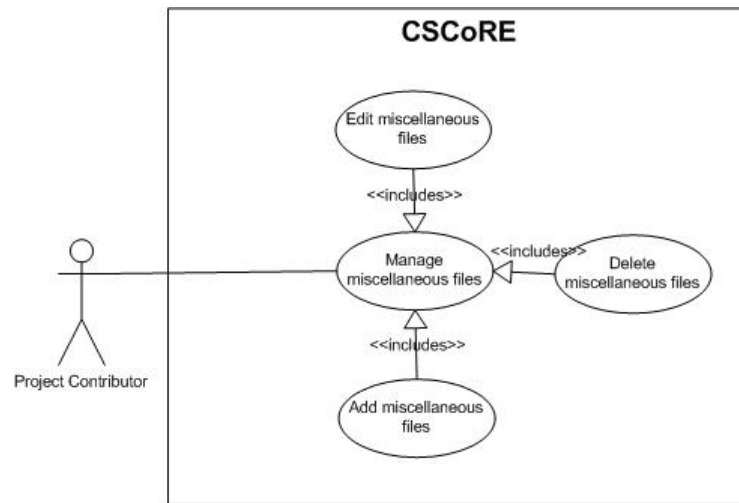 CSCoRE
Edit miscellaneous
files
<<includes>>
Manage
miscellaneous files
<<includes>>
Delete
miscellaneous files
<<includes>>
Project Contributor
Add miscellaneous
files